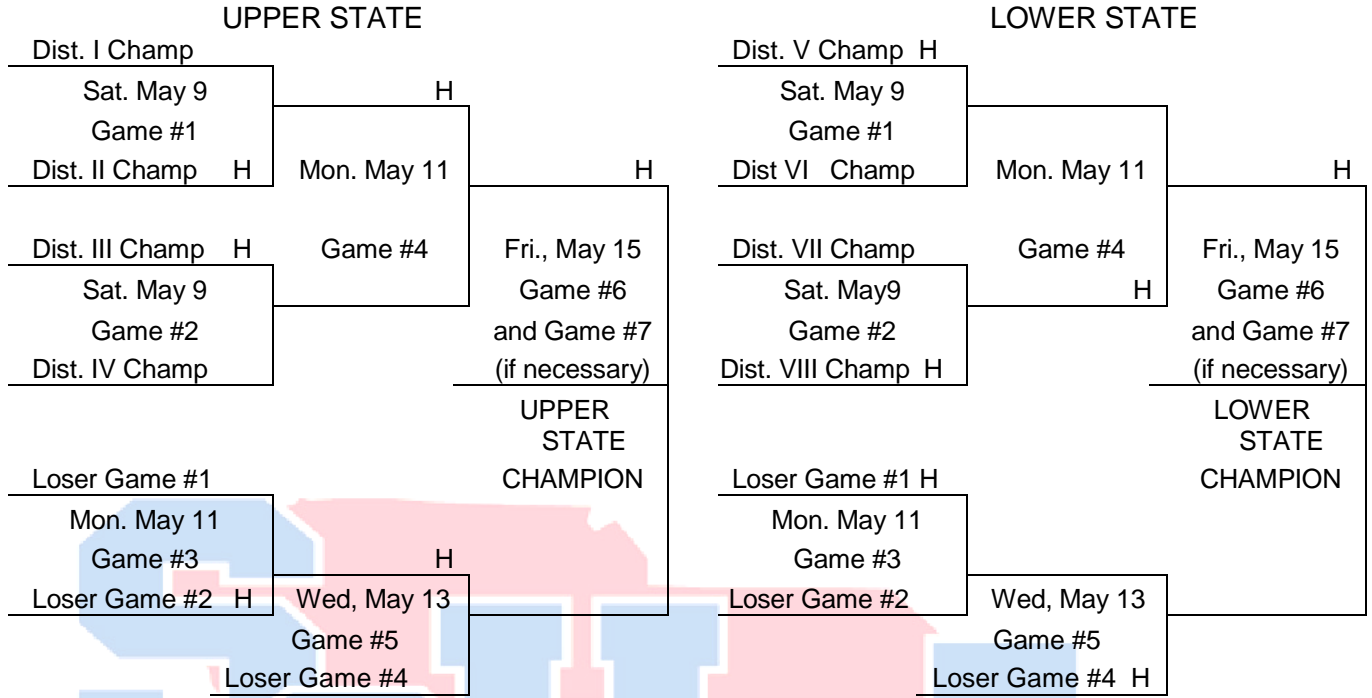 UPPER STATE
Dist. I Champ
Sat. May 9
H
Game #1
Dist. II Champ H
Mon. May 11
H
Dist. III Champ H
Game #4
Fri., May 15
Sat. May 9
Game #6
Game #2
and Game #7
Dist. IV Champ
(if necessary)
UPPER
STATE
Loser Game #1
CHAMPION
Mon. May 11
Game #3
H
Loser Game #2 H
Wed, May 13
Game #5
Loser Game #4
LOWER STATE
Dist. V Champ H
Sat. May 9
Game #1
Dist VI Champ
Mon. May 11
H
Dist. VII Champ
Game #4
Fri., May 15
Sat. May9
H
Game #6
Game #2
and Game #7
Dist. VIII Champ H
(if necessary)
LOWER
STATE
Loser Game #1 H
CHAMPION
Mon. May 11
Game #3
Loser Game #2
Wed, May 13
Game #5
Loser Game #4 H